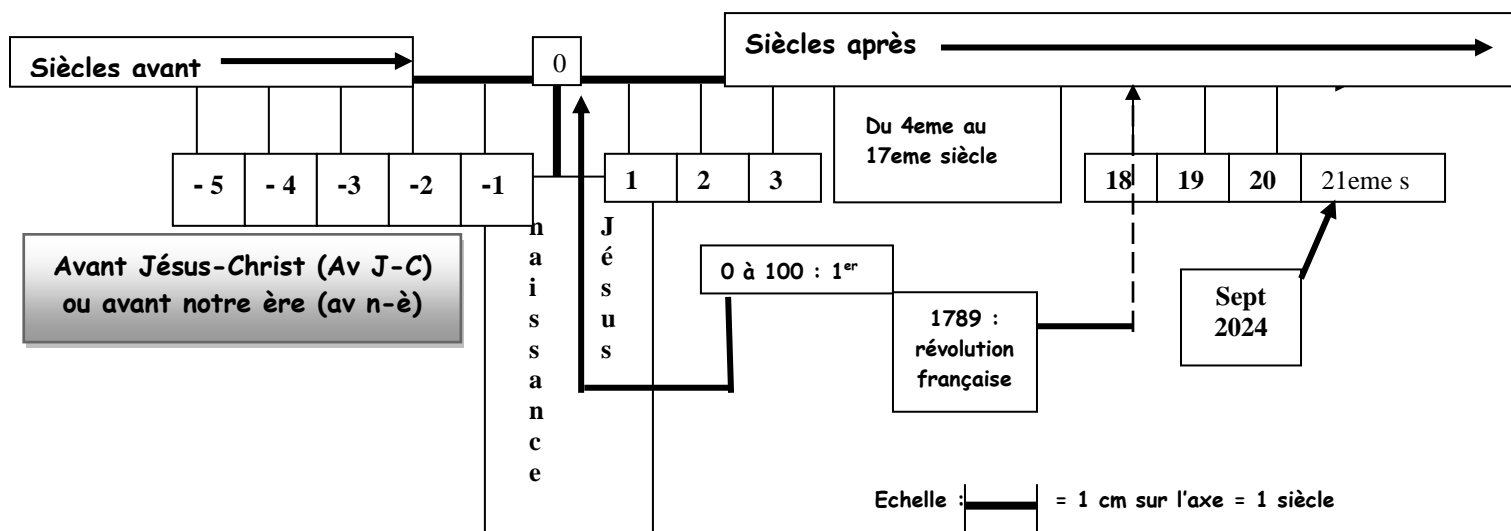 Siècles avant
0
Siècles après
Du 4eme au
17eme siècle
- 5 - 4 -3 -2 -1
1 2 3
18 19 20 21eme s
Avant Jésus-Christ (Av J-C)
ou avant notre ère (av n-è)
naissance
Jésus
0 à 100 : 1er
1789 :
révolution
française
Sept
2024
Echelle : = 1 cm sur l'axe = 1 siècle